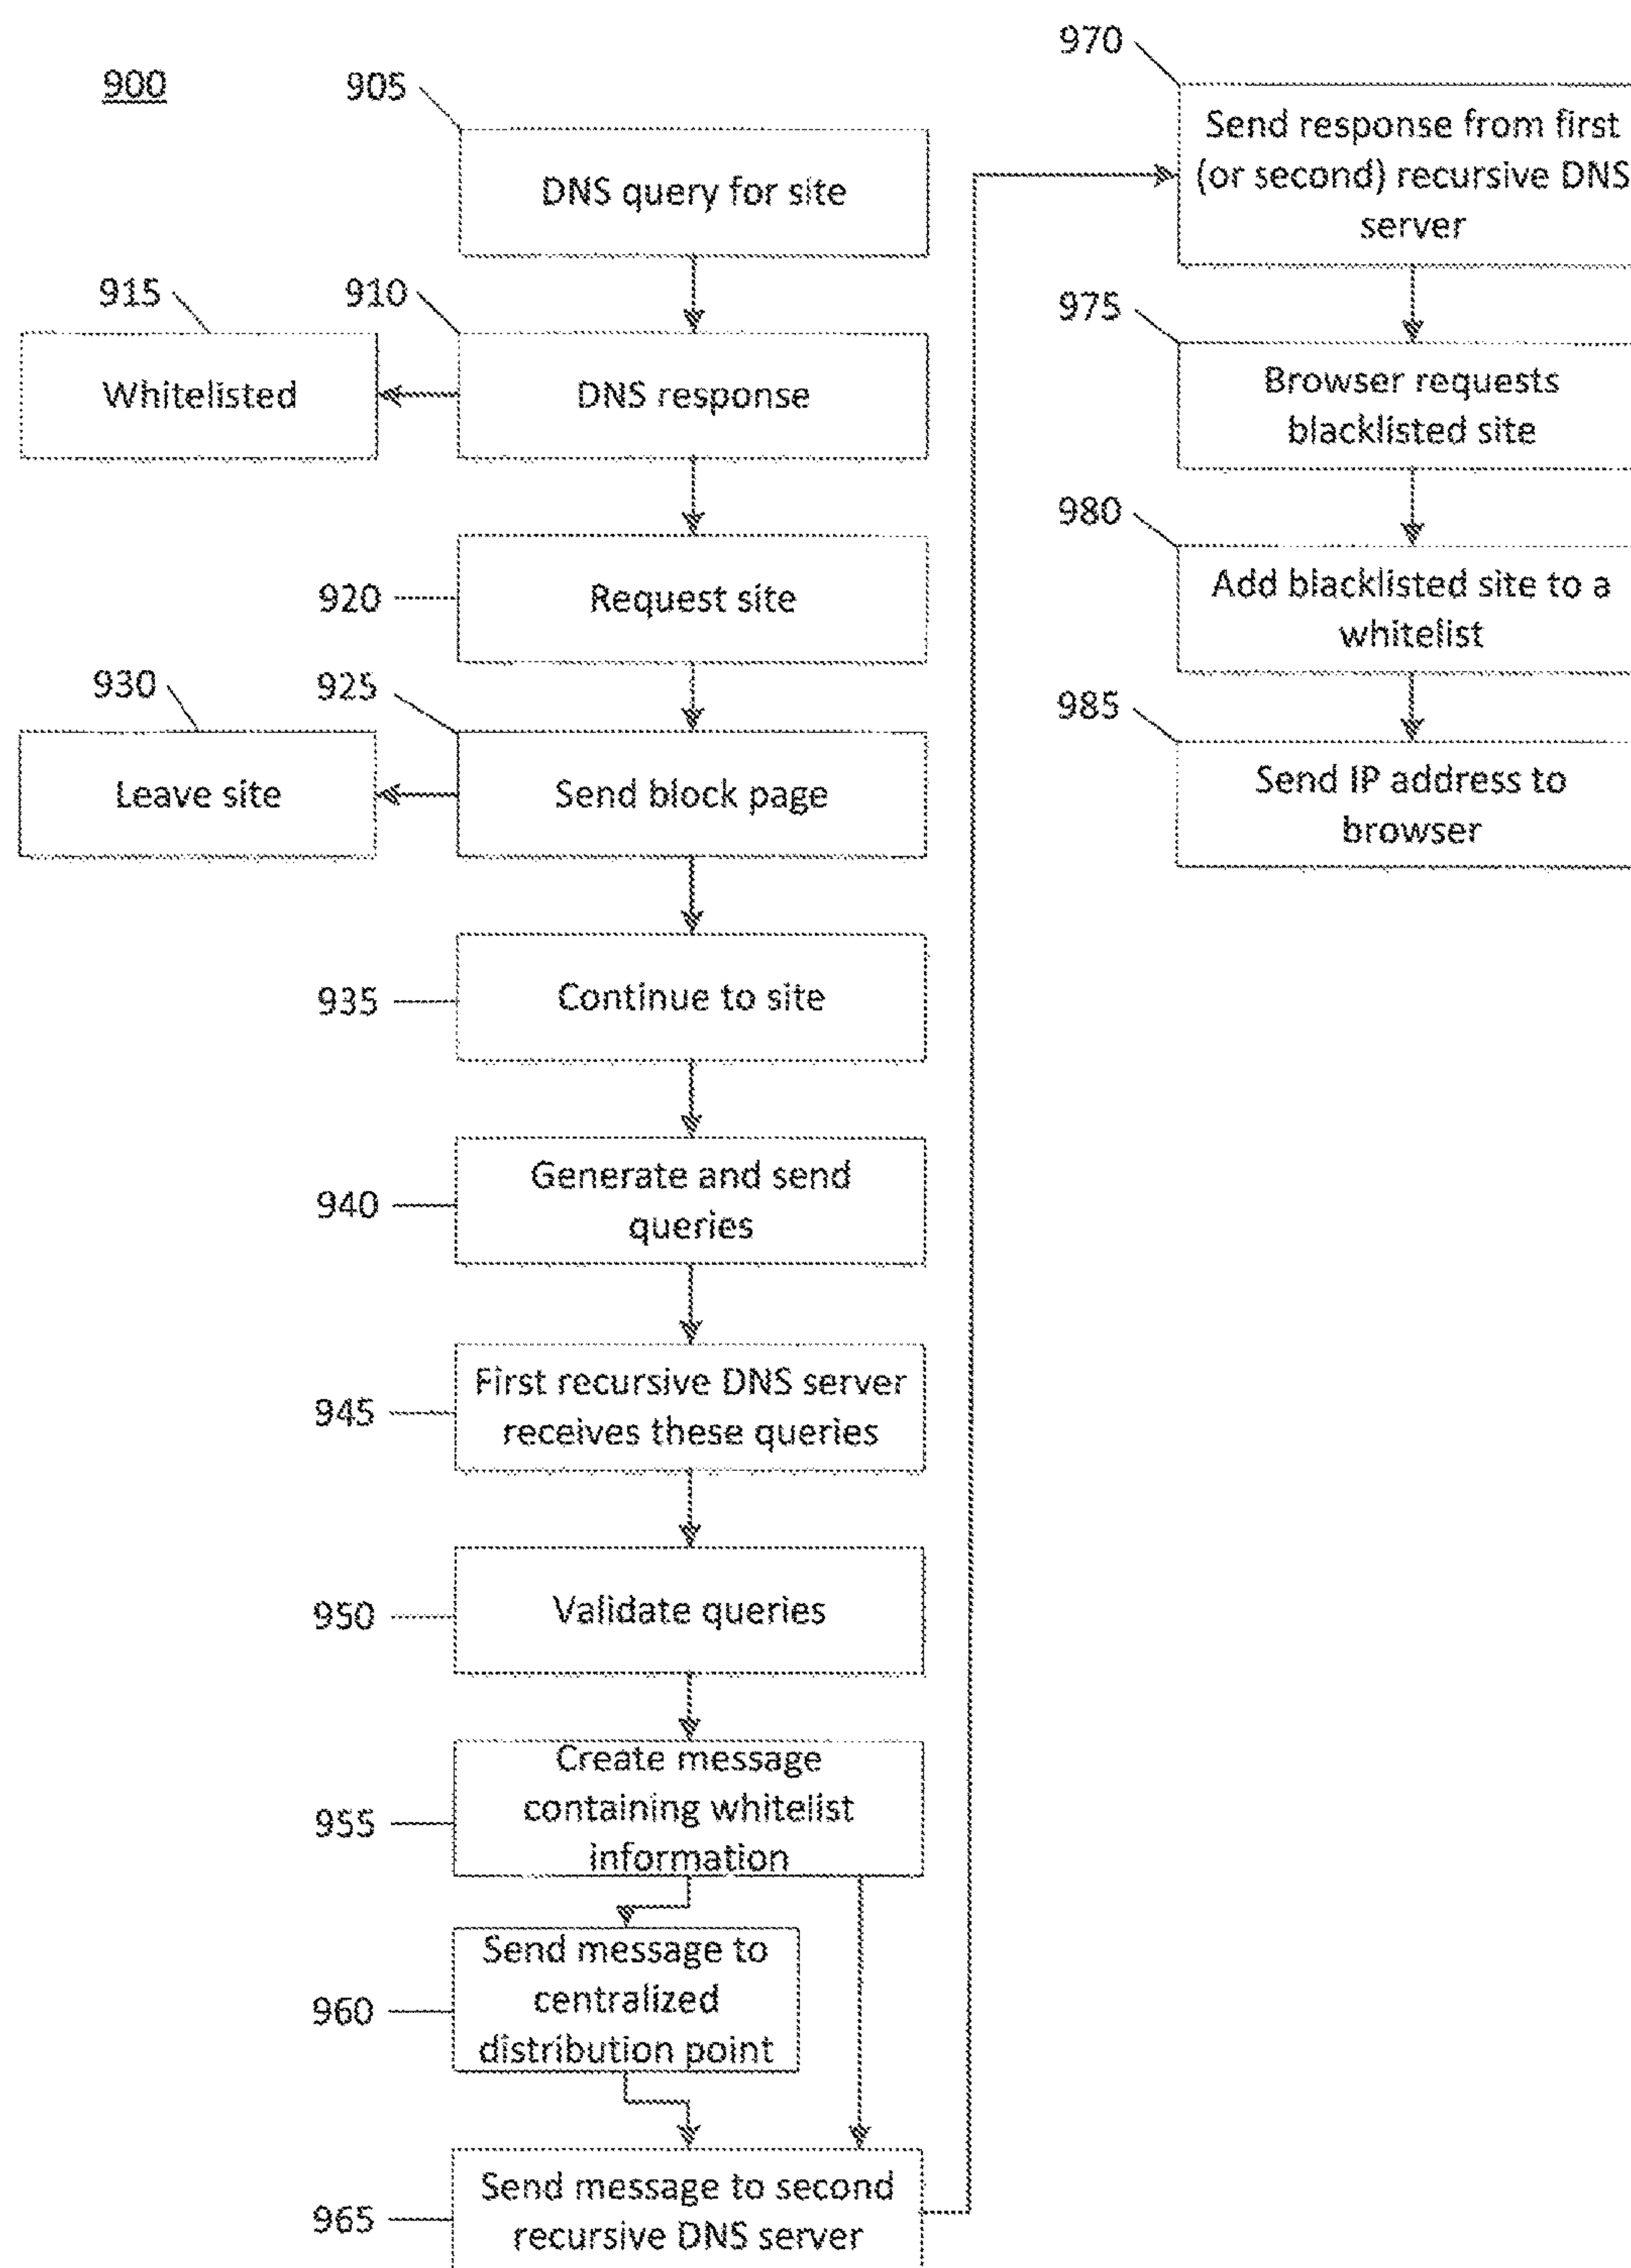 900
905
DNS query for site
915
910
Whitelisted
DNS response
920
Request site
930
925
Leave site
Send block page
935
Continue to site
940
Generate and send
queries
945
First recursive DNS server
receives these queries
950
Validate queries
955
Create message
containing whitelist
information
960
Send message to
centralized
distribution point
965
Send message to second
recursive DNS server
970
Send response from first
(or second) recursive DNS
server
975
Browser requests
blacklisted site
980
Add blacklisted site to a
whitelist
985
Send IP address to
browser